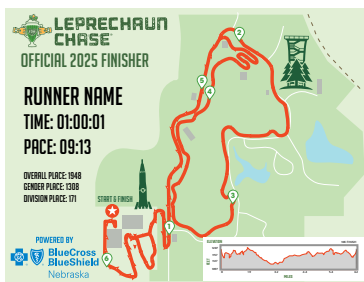 LEPRECHAUN
CHASE
OFFICIAL 2025 FINISHER
RUNNER NAME
TIME: 01:00:01
PACE: 09:13
OVERALL PLACE: 1948
GENDER PLACE: 1308
DIVISION PLACE: 171
START & FINISH
POWERED BY
BlueCross
BlueShield
Nebraska
1
2
3
4
5
6
ELEVATION
MILES